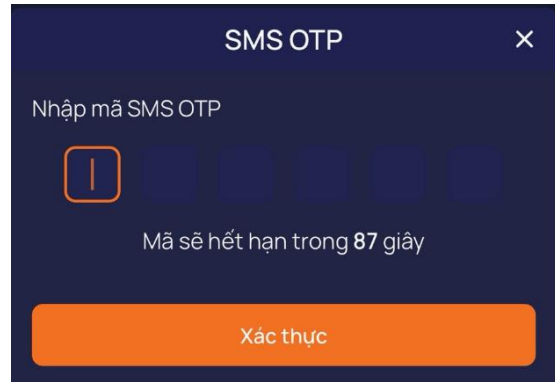 SMS OTP
Nhập mã SMS OTP
Mã sẽ hết hạn trong 87 giây
Xác thực